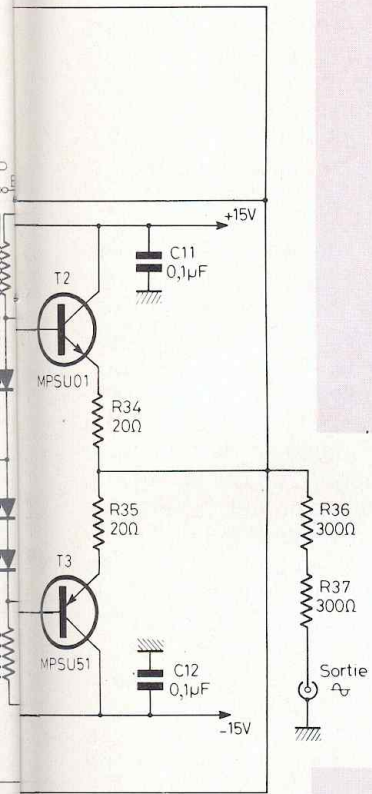 +15V
C11
0,1µF
T2
MPSU01
R34
20Ω
R35
20Ω
R36
300Ω
T3
R37
300Ω
MPSU51
C12
0,1µF
Sortie
-15V